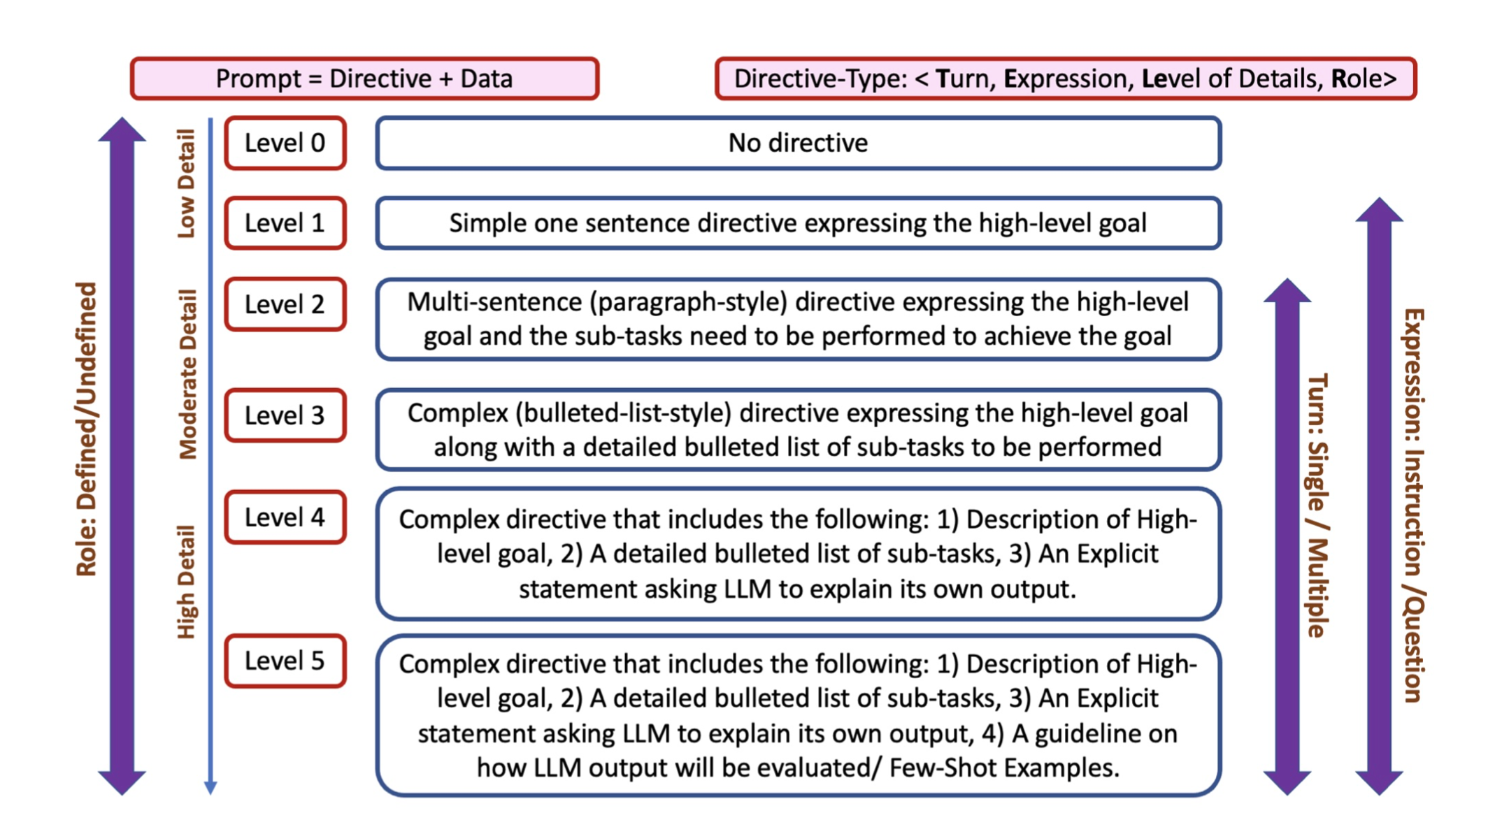 Prompt = Directive + Data
Directive-Type: < Turn, Expression, Level of Details, Role>
Role: Defined/Undefined
Low Detail
Moderate Detail
High Detail
Level 0
No directive
Level 1
Simple one sentence directive expressing the high-level goal
Level 2
Multi-sentence (paragraph-style) directive expressing the high-level
goal and the sub-tasks need to be performed to achieve the goal
Level 3
Complex (bulleted-list-style) directive expressing the high-level goal
along with a detailed bulleted list of sub-tasks to be performed
Level 4
Complex directive that includes the following: 1) Description of High-
level goal, 2) A detailed bulleted list of sub-tasks, 3) An Explicit
statement asking LLM to explain its own output.
Level 5
Complex directive that includes the following: 1) Description of High-
level goal, 2) A detailed bulleted list of sub-tasks, 3) An Explicit
statement asking LLM to explain its own output, 4) A guideline on
how LLM output will be evaluated/ Few-Shot Examples.
Turn: Single / Multiple
Expression: Instruction /Question